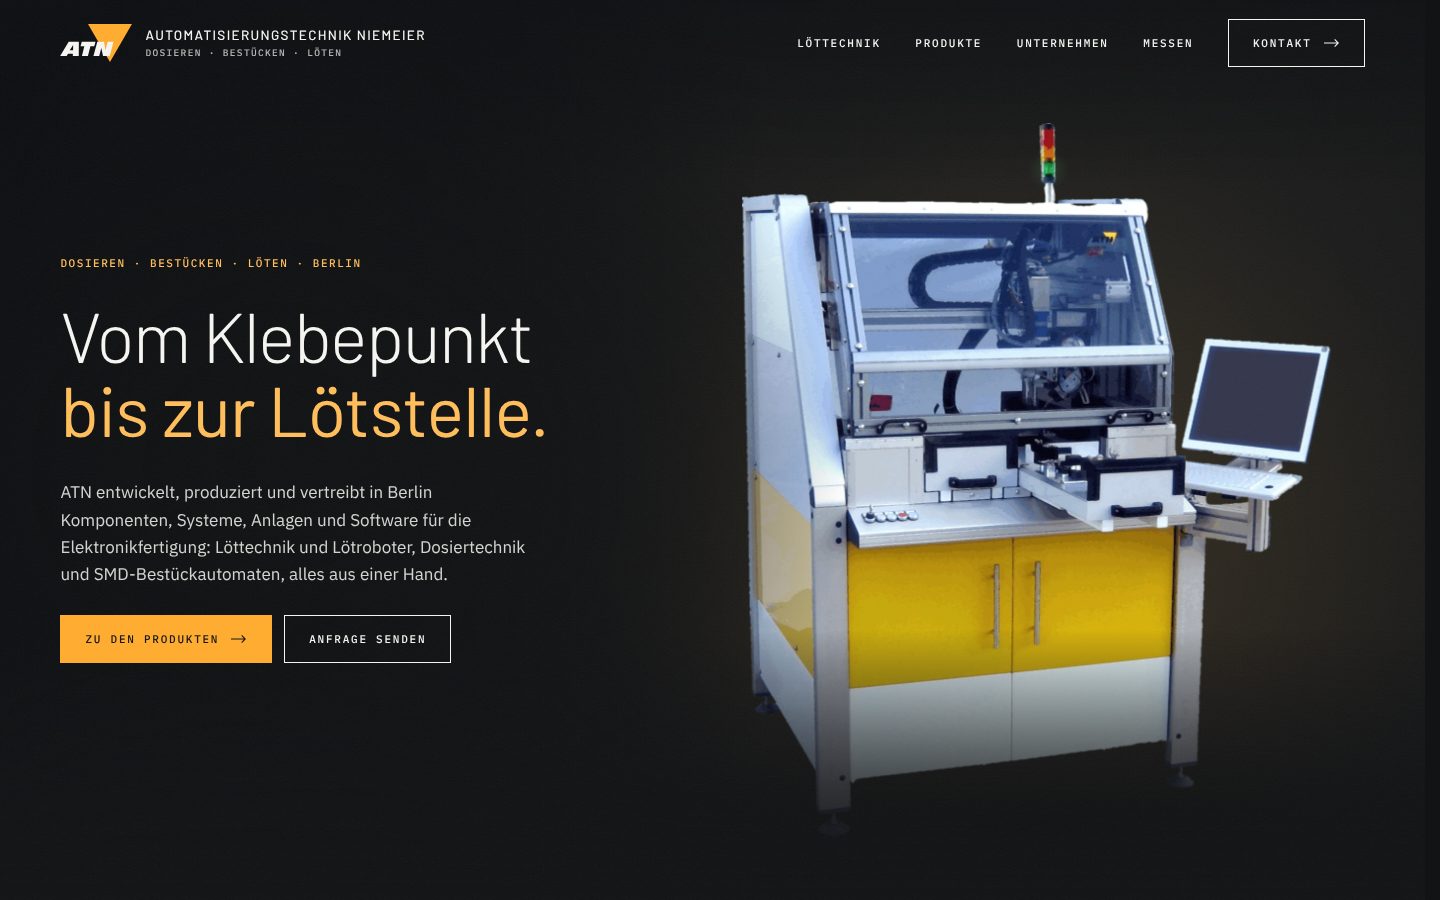 ATN
AUTOMATISIERUNGSTECHNIK NIEMEIER
DOSIEREN · BESTÜCKEN · LÖTEN
LÖTTECHNIK
PRODUKTE
UNTERNEHMEN
MESSEN
KONTAKT →
DOSIEREN · BESTÜCKEN · LÖTEN · BERLIN
Vom Klebepunkt
bis zur Lötstelle.
ATN entwickelt, produziert und vertreibt in Berlin
Komponenten, Systeme, Anlagen und Software für die
Elektronikfertigung: Löttechnik und Lötroboter, Dosiertechnik
und SMD-Bestückautomaten, alles aus einer Hand.
ZU DEN PRODUKTEN →
ANFRAGE SENDEN